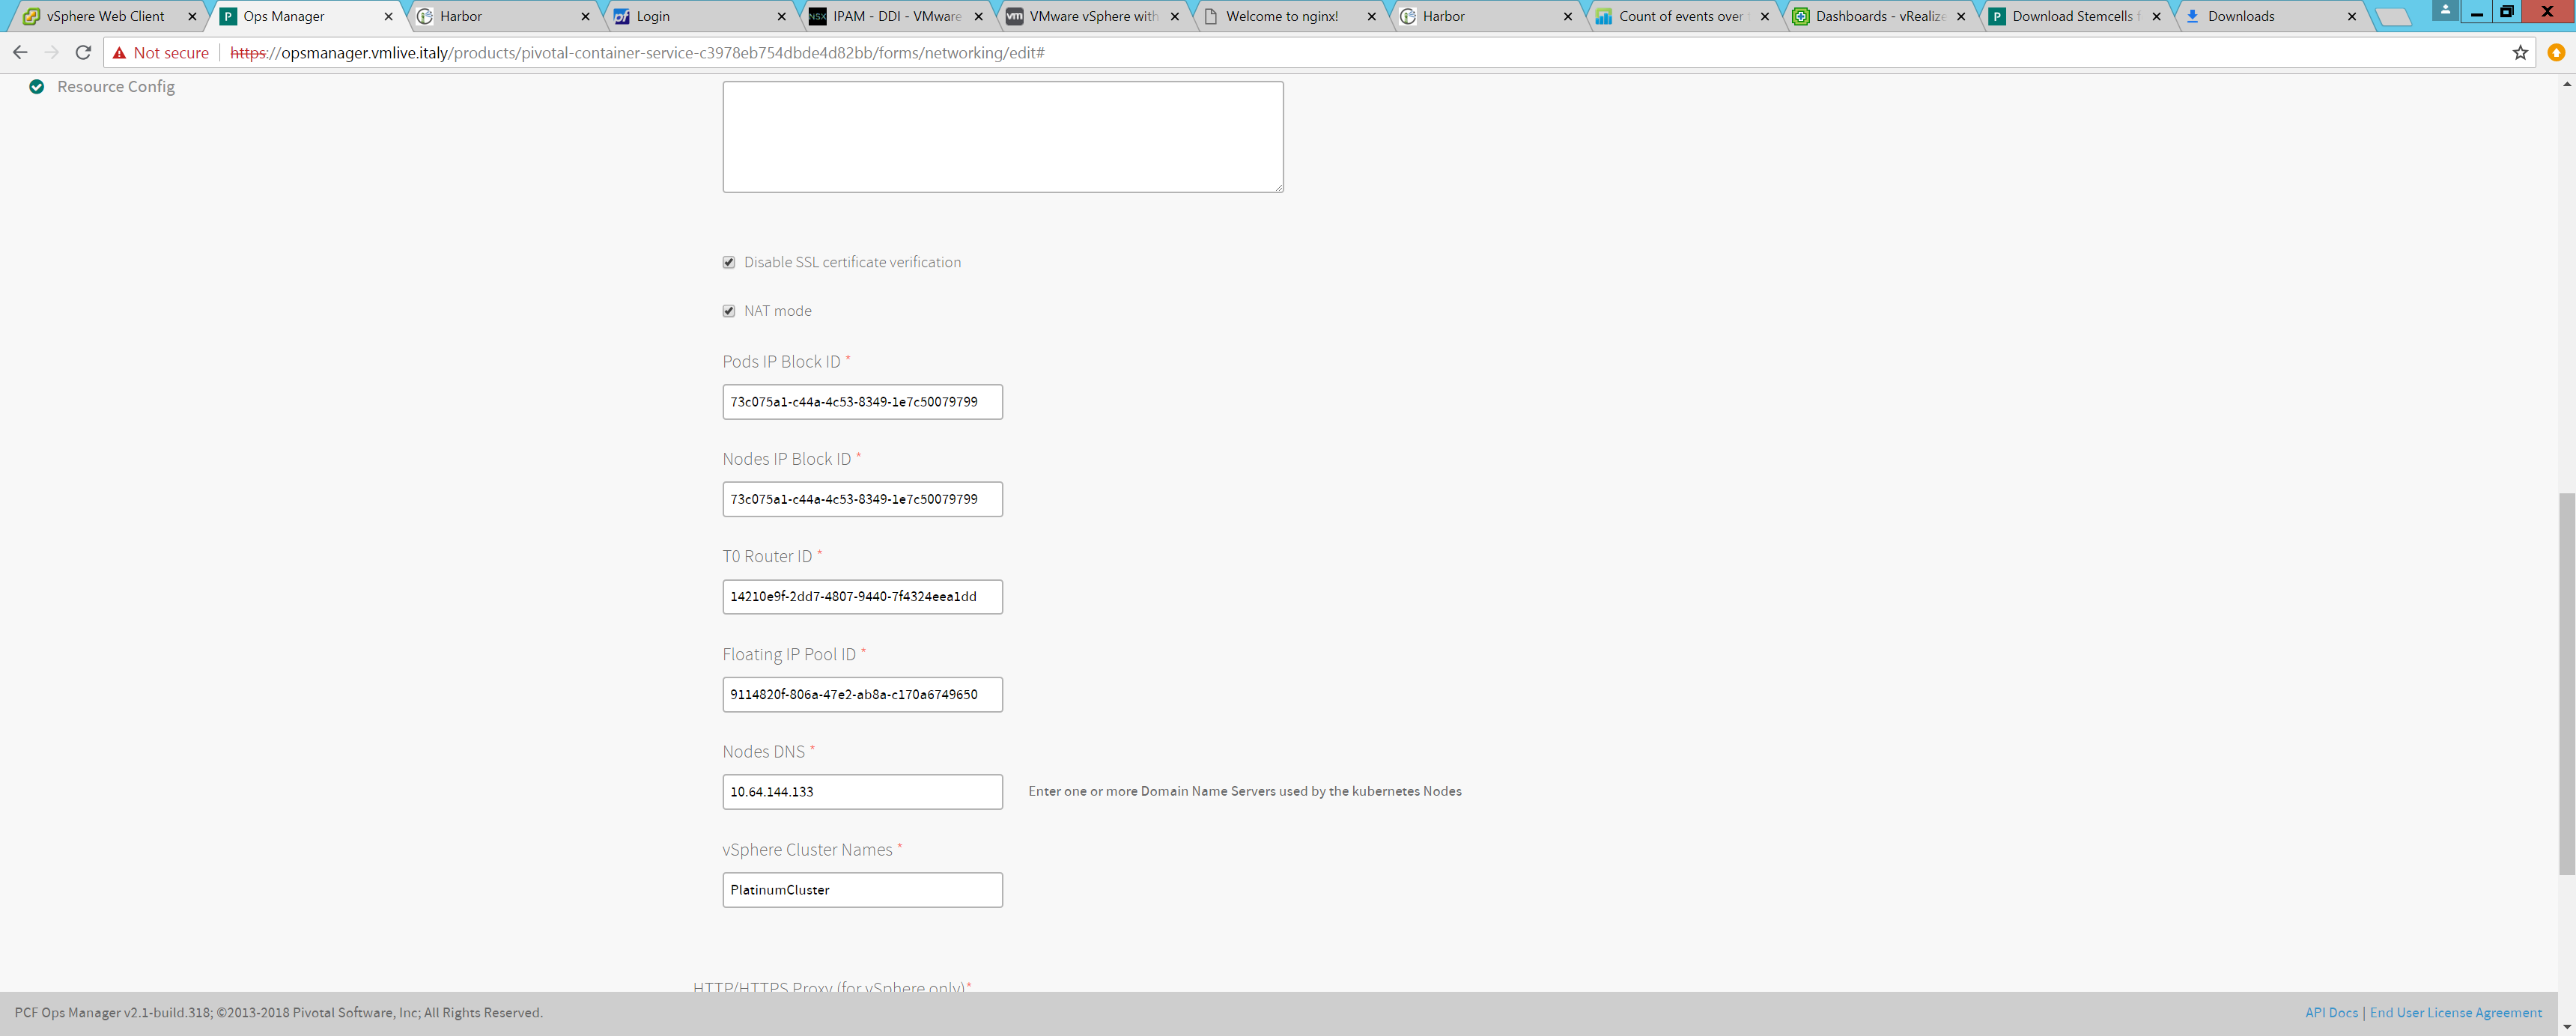 vSphere Web Client
Ops Manager
Harbor
Login
IPAM - DDI - VMware
VMware vSphere with
Welcome to nginx!
Harbor
Count of events over
Dashboards - vRealize
Download Stemcells f
Downloads
Not secure https://opsmanager.vmlive.italy/products/pivotal-container-service-c3978eb754dbde4d82bb/forms/networking/edit#
Resource Config
Disable SSL certificate verification
NAT mode
Pods IP Block ID *
73c075a1-c44a-4c53-8349-1e7c50079799
Nodes IP Block ID *
73c075a1-c44a-4c53-8349-1e7c50079799
T0 Router ID *
14210e9f-2dd7-4807-9440-7f4324eea1dd
Floating IP Pool ID *
9114820f-806a-47e2-ab8a-c170a6749650
Nodes DNS *
10.64.144.133
Enter one or more Domain Name Servers used by the kubernetes Nodes
vSphere Cluster Names *
PlatinumCluster
HTTP/HTTPS Proxy (for vSphere only)*
PCF Ops Manager v2.1-build.318; ©2013-2018 Pivotal Software, Inc; All Rights Reserved.
API Docs | End User License Agreement